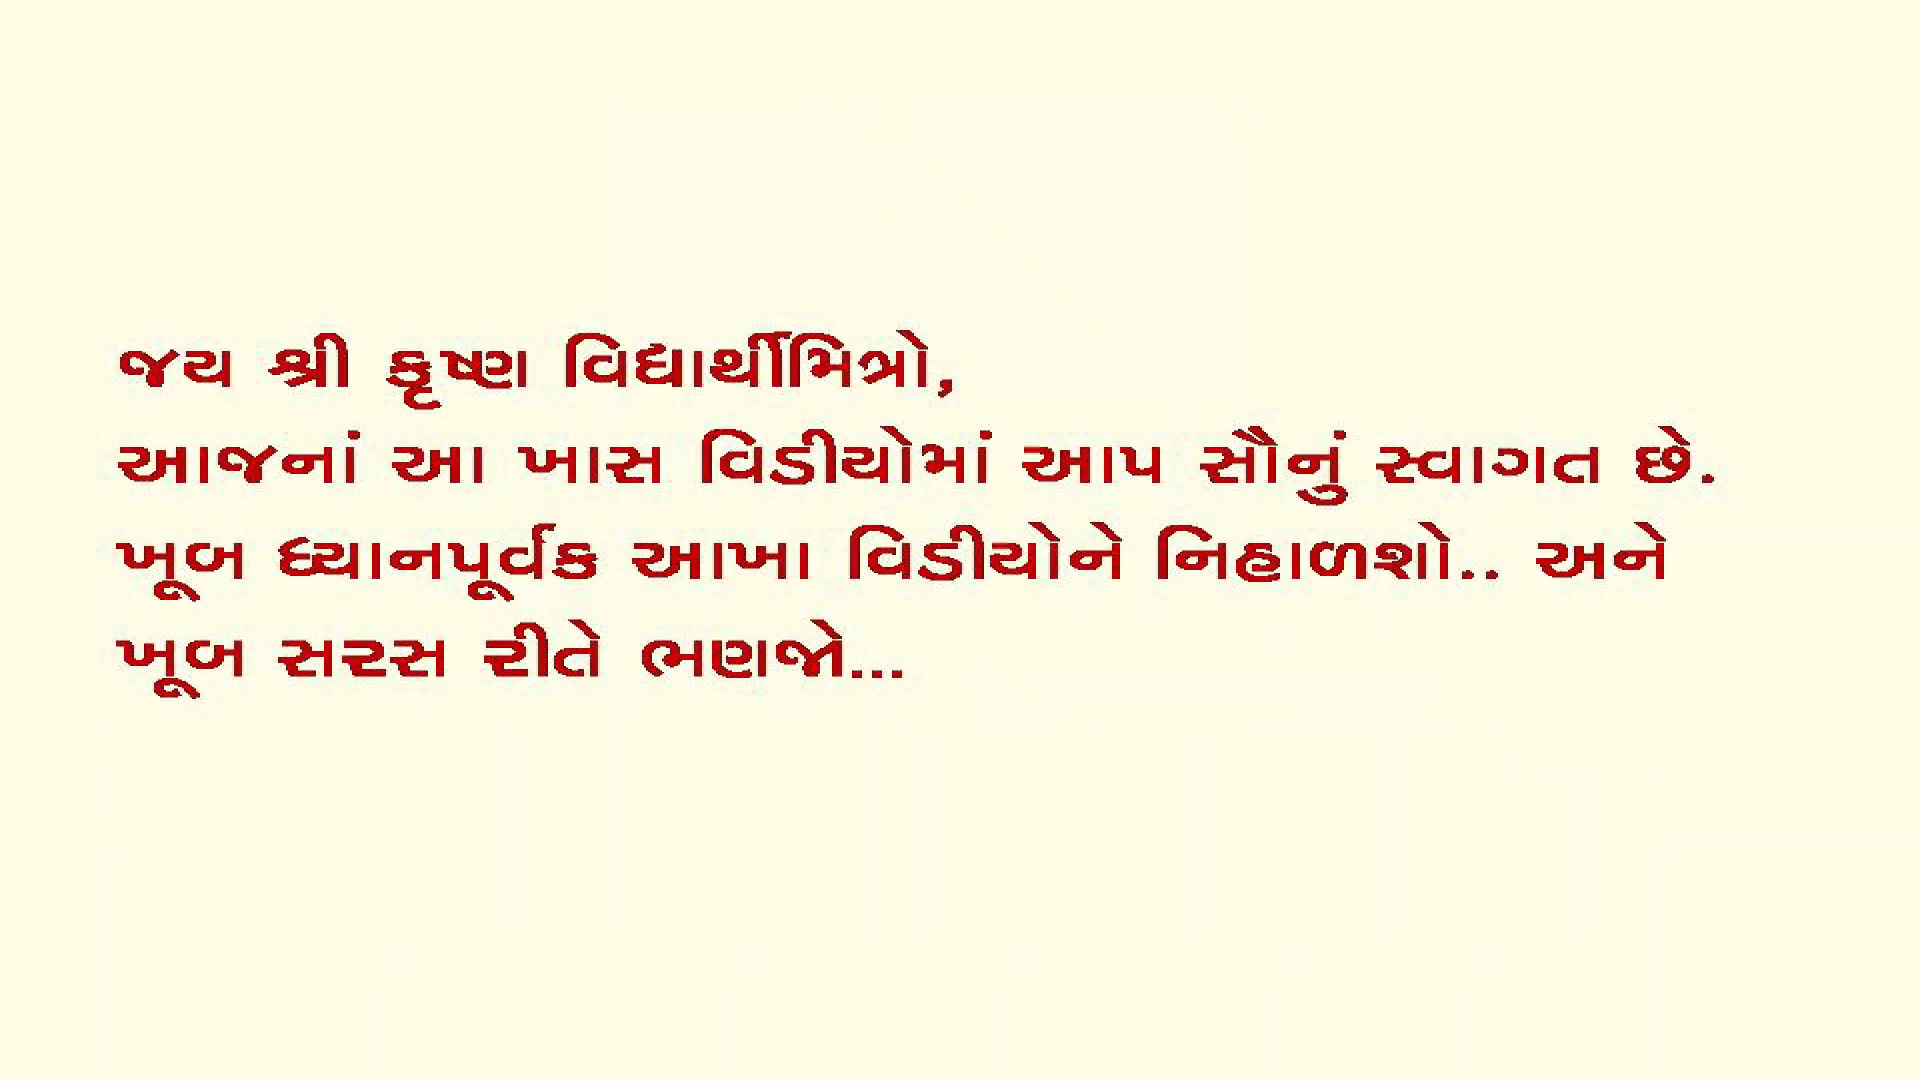 જય શ્રી કૃષ્ણ વિદ્યાર્થીમિત્રો,
આજનાં આ ખાસ વિડીયોમાં આપ સૌનું સ્વાગત છે.
ખૂબ ધ્યાનપૂર્વક આખા વિડીયોને નિહાળશો.. અને
ખૂબ સરસ રીતે ભણજો...